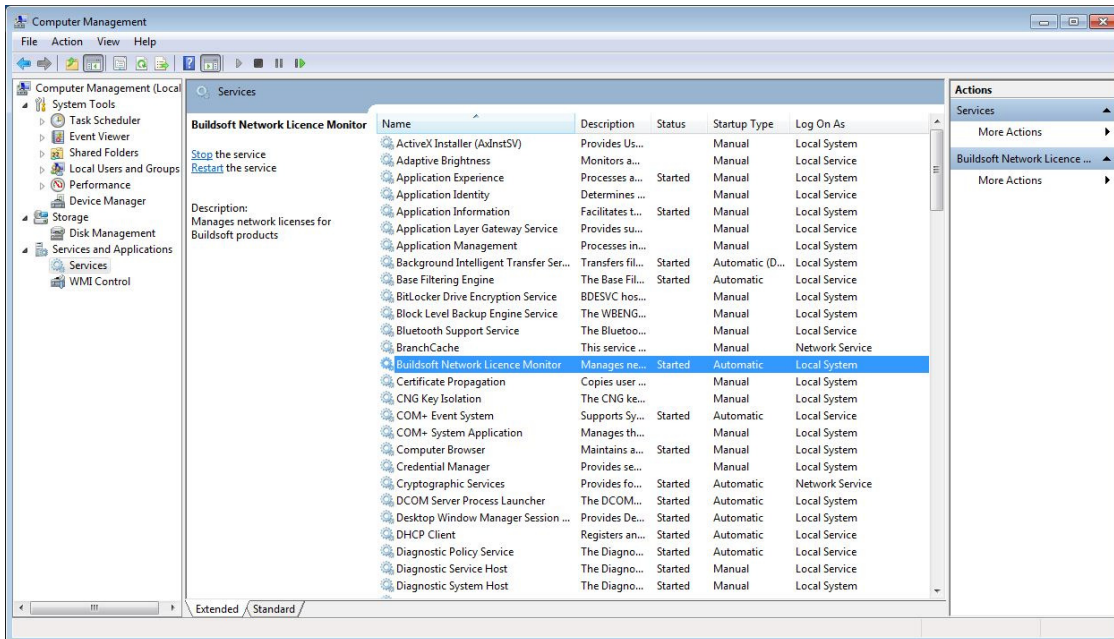 Computer Management
File Action View Help
Computer Management (Local
System Tools
Task Scheduler
Event Viewer
Shared Folders
Local Users and Groups
Performance
Device Manager
Storage
Disk Management
Services and Applications
Services
WMI Control
Services
Buildsoft Network Licence Monitor
Stop the service
Restart the service
Description:
Manages network licenses for
Buildsoft products
Name Description Status Startup Type Log On As
ActiveX Installer (AxInstSV) Provides Us... Manual Local System
Adaptive Brightness Monitors a... Manual Local Service
Application Experience Processes a... Started Manual Local System
Application Identity Determines ... Manual Local Service
Application Information Facilitates t... Started Manual Local System
Application Layer Gateway Service Provides su... Manual Local Service
Application Management Processes in... Manual Local System
Background Intelligent Transfer Ser... Transfers fil... Started Automatic (D... Local System
Base Filtering Engine The Base Fil... Started Automatic Local Service
BitLocker Drive Encryption Service BDESVC hos... Manual Local System
Block Level Backup Engine Service The WBENG... Manual Local System
Bluetooth Support Service The Bluetoo... Manual Local Service
BranchCache This service ... Manual Network Service
Buildsoft Network Licence Monitor Manages ne... Started Automatic Local System
Certificate Propagation Copies user ... Manual Local System
CNG Key Isolation The CNG ke... Manual Local System
COM+ Event System Supports Sy... Started Automatic Local Service
COM+ System Application Manages th... Manual Local System
Computer Browser Maintains a... Started Manual Local System
Credential Manager Provides se... Manual Local System
Cryptographic Services Provides fo... Started Automatic Network Service
DCOM Server Process Launcher The DCOM... Started Automatic Local System
Desktop Window Manager Session ... Provides De... Started Automatic Local System
DHCP Client Registers an... Started Automatic Local Service
Diagnostic Policy Service The Diagno... Started Automatic Local Service
Diagnostic Service Host The Diagno... Started Manual Local Service
Diagnostic System Host The Diagno... Started Manual Local System
Extended Standard
Actions
Services
More Actions
Buildsoft Network Licence ...
More Actions